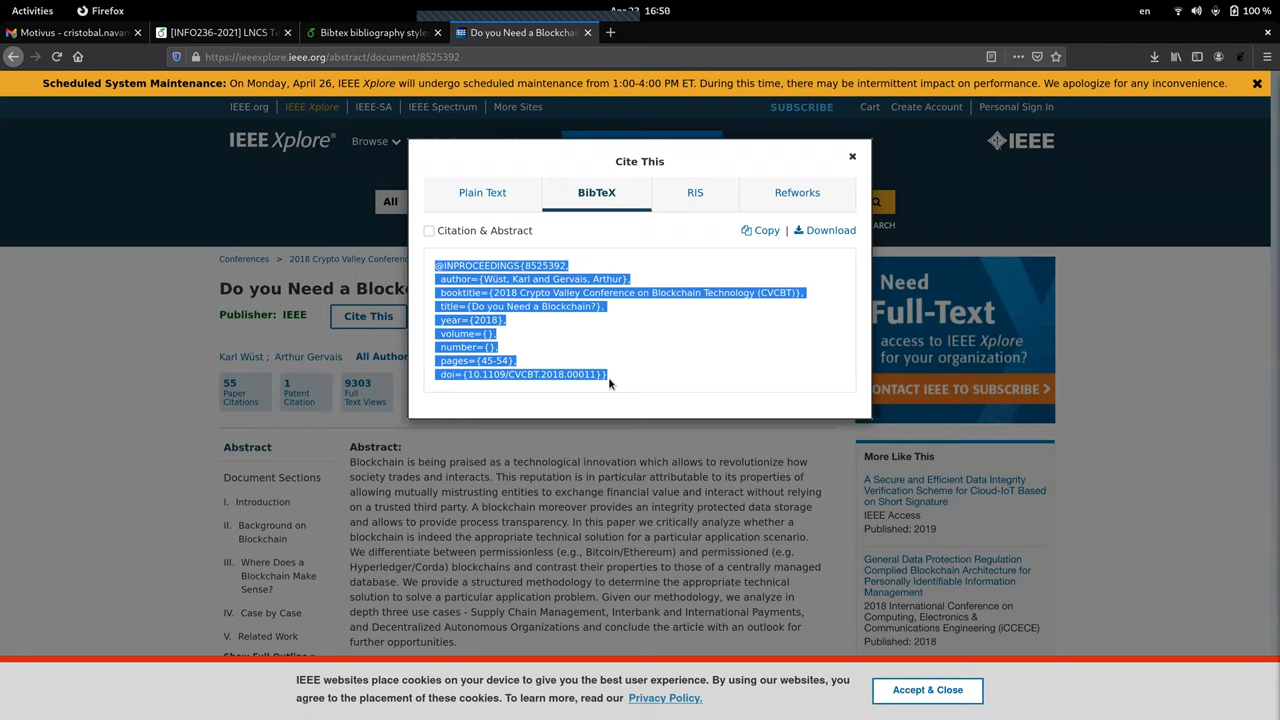 Activities
Firefox
16:50
en
100 %
Motivus - cristobal.navar
[INFO236-2021] LNCS Te
Bibtex bibliography style
Do you Need a Blockchain
https://ieeexplore.ieee.org/abstract/document/8525392
Scheduled System Maintenance: On Monday, April 26, IEEE Xplore will undergo scheduled maintenance from 1:00-4:00 PM ET. During this time, there may be intermittent impact on performance. We apologize for any inconvenience.
IEEE.org
IEEE Xplore
IEEE-SA
IEEE Spectrum
More Sites
SUBSCRIBE
Cart
Create Account
Personal Sign In
IEEE Xplore®
Browse
IEEE
Cite This
Plain Text
BibTeX
RIS
Refworks
All
Citation & Abstract
Copy | Download
@INPROCEEDINGS{8525392,
author={Wüst, Karl and Gervais, Arthur},
booktitle={2018 Crypto Valley Conference on Blockchain Technology (CVCBT)},
title={Do you Need a Blockchain?},
year={2018},
volume={},
number={},
pages={45-54},
doi={10.1109/CVCBT.2018.00011}}
Conferences > 2018 Crypto Valley Conferenc
Do you Need a Blocko
Publisher: IEEE
Cite This
Karl Wüst ; Arthur Gervais
All Author
55
Paper
Citations
1
Patent
Citation
9303
Full
Text Views
Need
Full-Text
access to IEEE Xplore
for your organization?
CONTACT IEEE TO SUBSCRIBE >
Abstract
Document Sections
I. Introduction
II. Background on
Blockchain
III. Where Does a
Blockchain Make
Sense?
IV. Case by Case
V. Related Work
Abstract:
Blockchain is being praised as a technological innovation which allows to revolutionize how
society trades and interacts. This reputation is in particular attributable to its properties of
allowing mutually mistrusting entities to exchange financial value and interact without relying
on a trusted third party. A blockchain moreover provides an integrity protected data storage
and allows to provide process transparency. In this paper we critically analyze whether a
blockchain is indeed the appropriate technical solution for a particular application scenario.
We differentiate between permissionless (e.g., Bitcoin/Ethereum) and permissioned (e.g.
Hyperledger/Corda) blockchains and contrast their properties to those of a centrally managed
database. We provide a structured methodology to determine the appropriate technical
solution to solve a particular application problem. Given our methodology, we analyze in
depth three use cases - Supply Chain Management, Interbank and International Payments,
and Decentralized Autonomous Organizations and conclude the article with an outlook for
further opportunities.
More Like This
A Secure and Efficient Data Integrity
Verification Scheme for Cloud-IoT Based
on Short Signature
IEEE Access
Published: 2019
General Data Protection Regulation
Complied Blockchain Architecture for
Personally Identifiable Information
Management
2018 International Conference on
Computing, Electronics &
Communications Engineering (iCCECE)
Published: 2018
IEEE websites place cookies on your device to give you the best user experience. By using our websites, you
agree to the placement of these cookies. To learn more, read our Privacy Policy.
Accept & Close